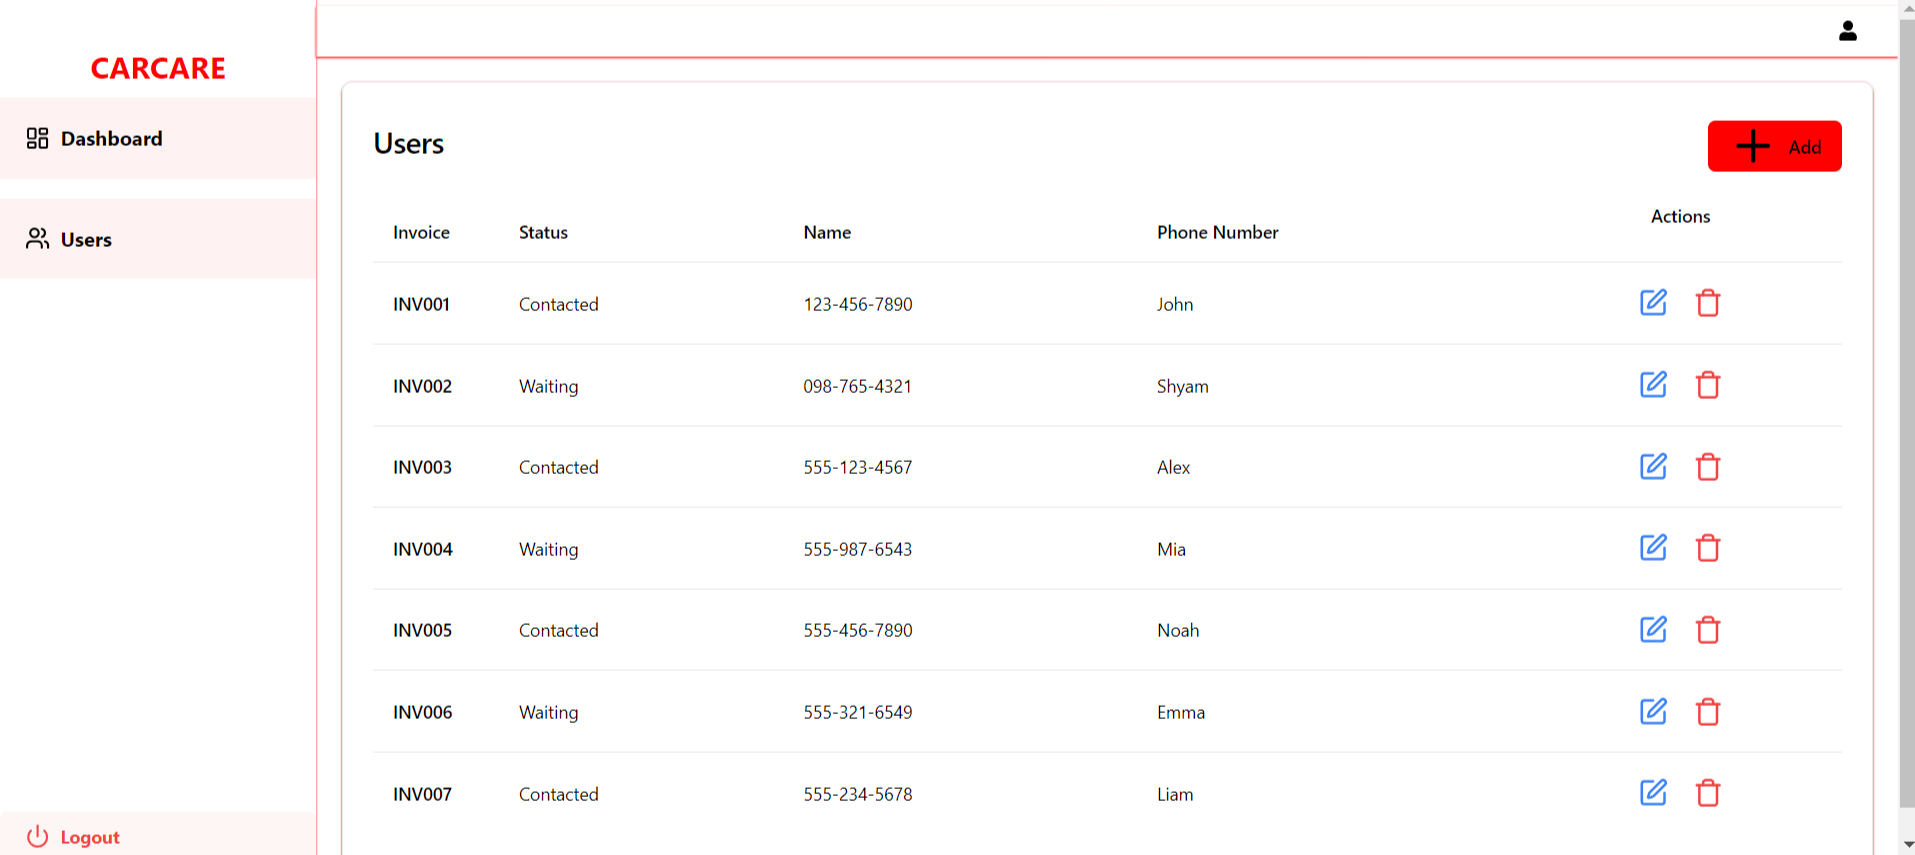 CARCARE
Dashboard
Users
Logout
Users
Add
Invoice Status Name Phone Number Actions
INV001 Contacted 123-456-7890 John
INV002 Waiting 098-765-4321 Shyam
INV003 Contacted 555-123-4567 Alex
INV004 Waiting 555-987-6543 Mia
INV005 Contacted 555-456-7890 Noah
INV006 Waiting 555-321-6549 Emma
INV007 Contacted 555-234-5678 Liam